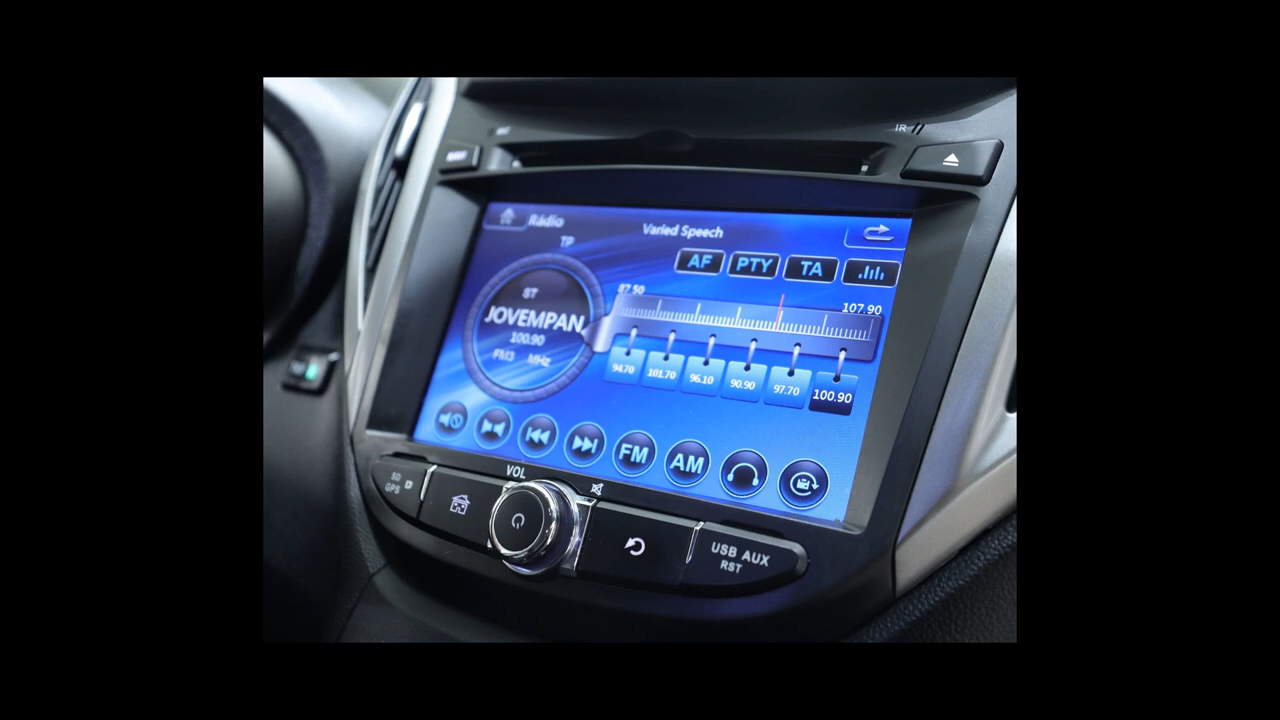 IR
Rádio
Varied Speech
TP
AF PTY TA
ST
87.50
107.90
JOVEMPAN
100.90
FM3 MHz
94.70 101.70 96.10 90.90 97.70 100.90
FM AM
VOL
SD
GPS
USB AUX
RST